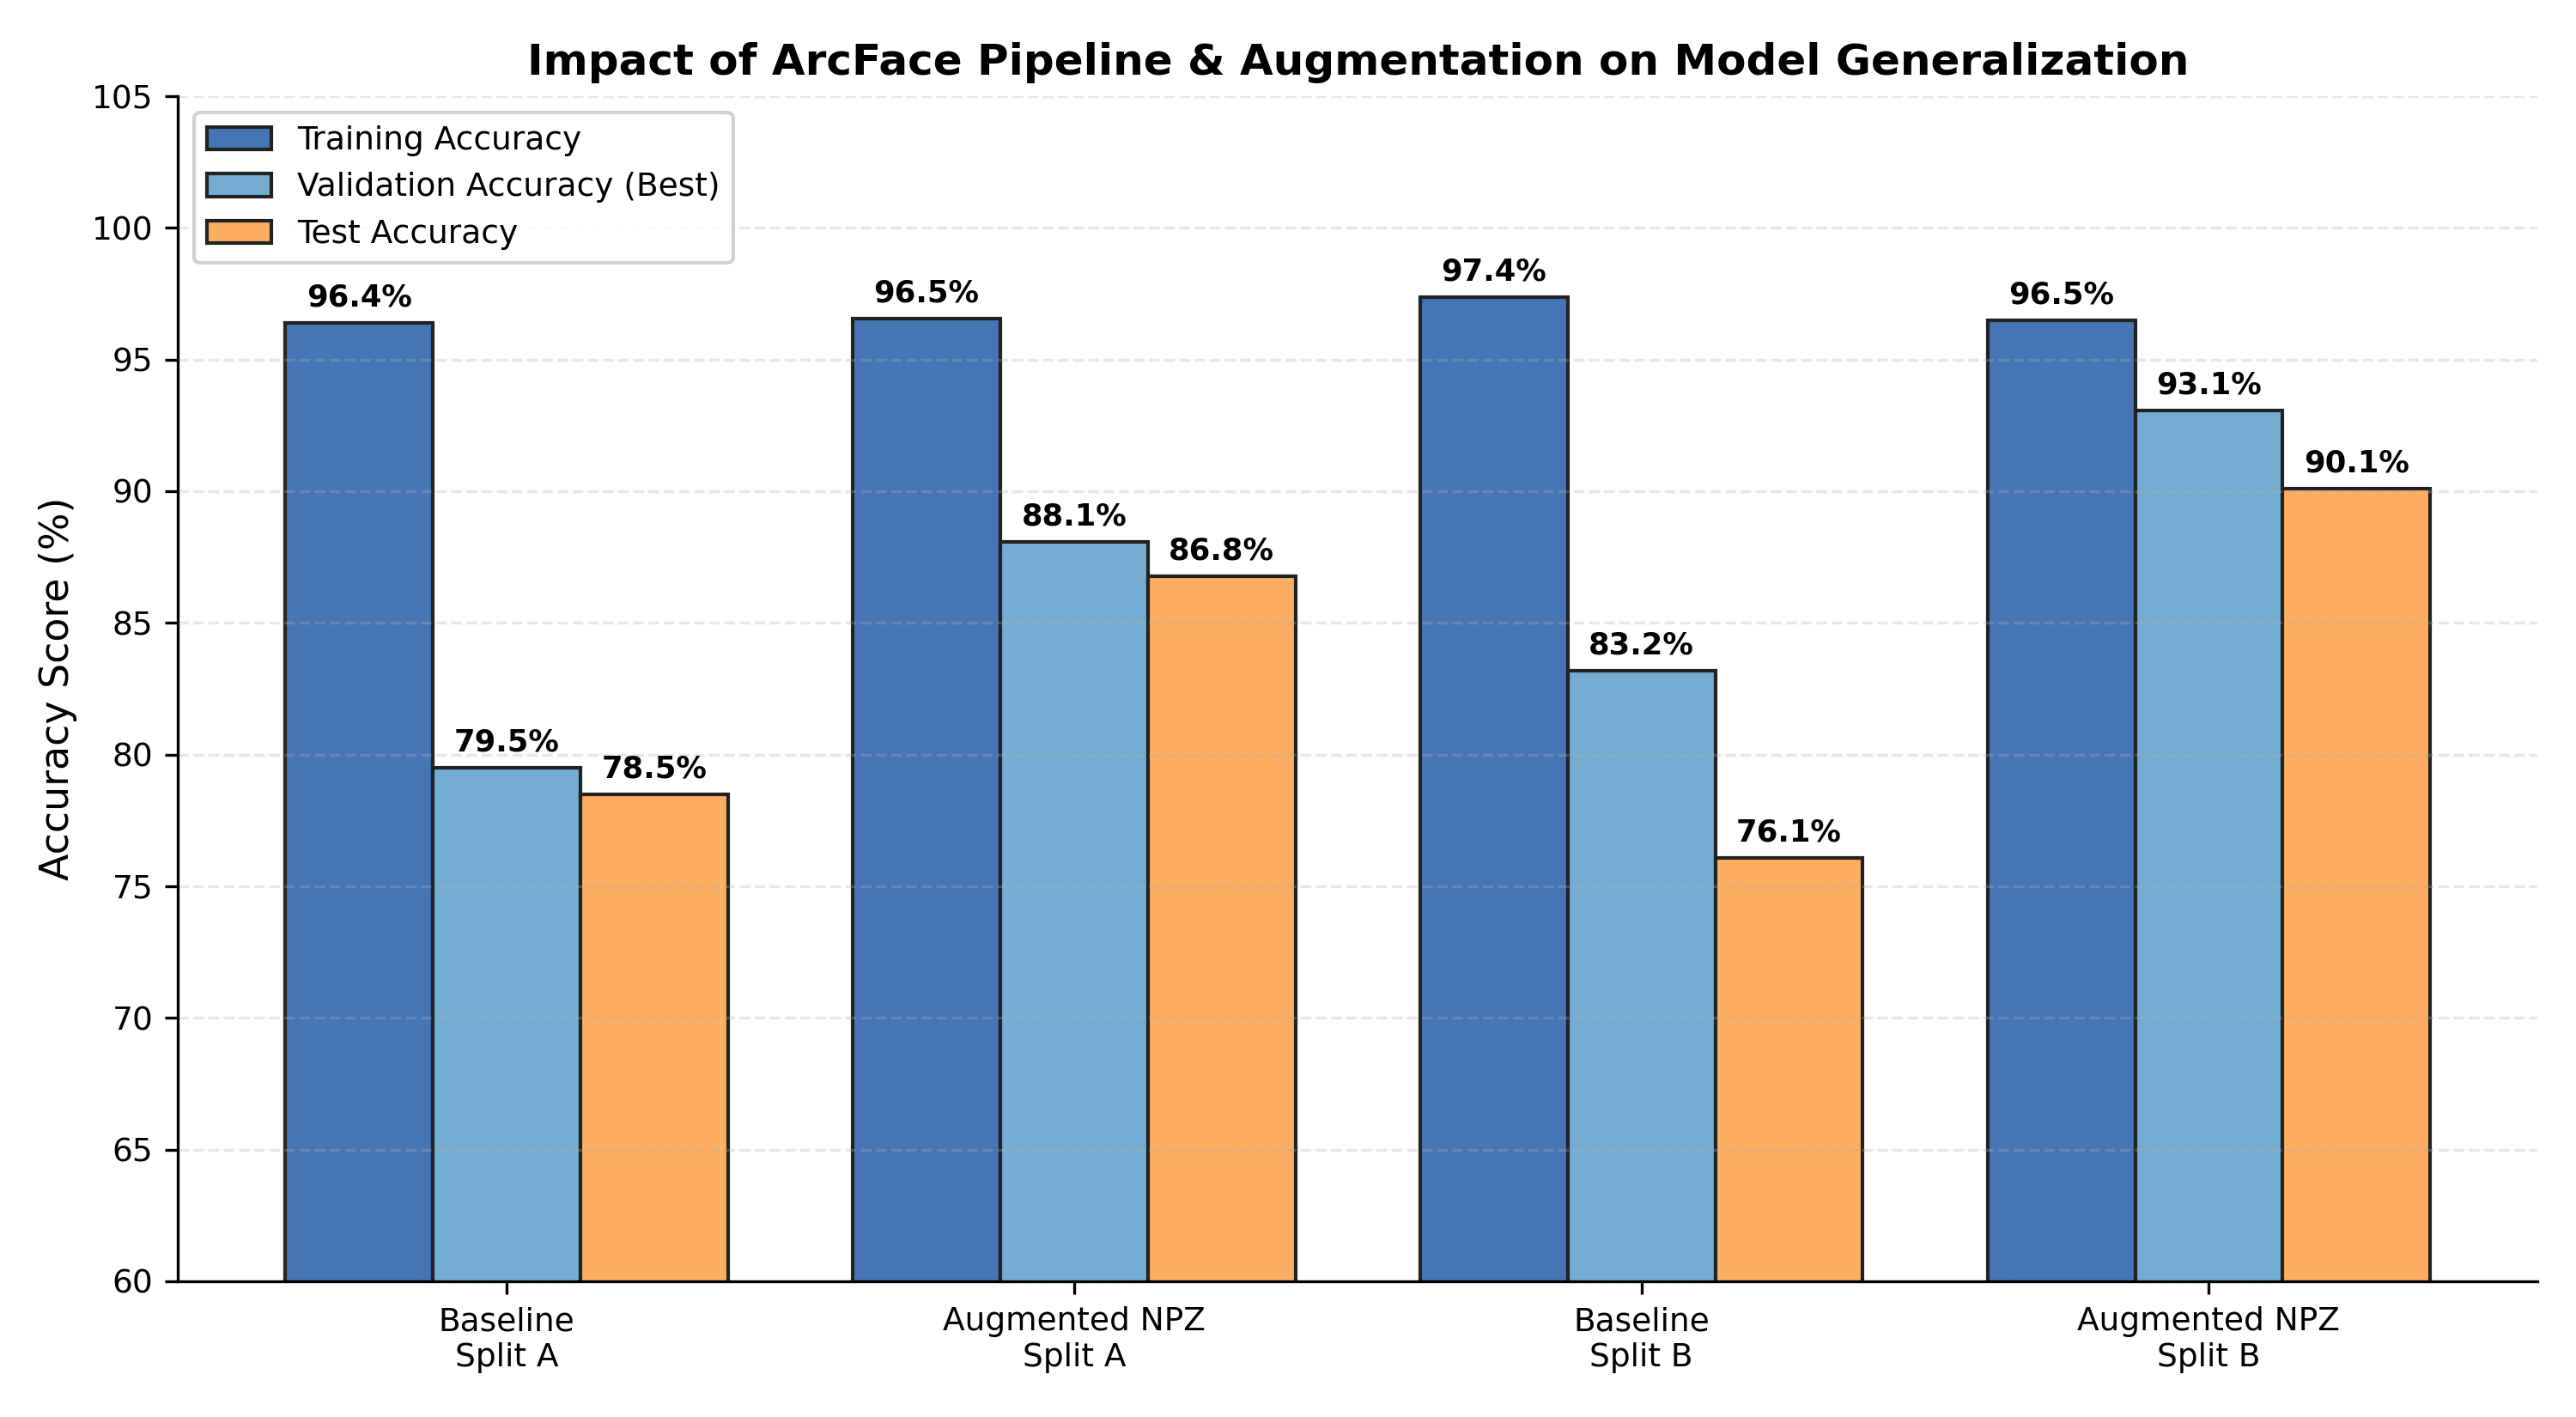 Impact of ArcFace Pipeline & Augmentation on Model Generalization
105
100
95
90
85
80
75
70
65
60
Accuracy Score (%)
Training Accuracy
Validation Accuracy (Best)
Test Accuracy
96.4%
79.5%
78.5%
96.5%
88.1%
86.8%
97.4%
83.2%
76.1%
96.5%
93.1%
90.1%
Baseline
Split A
Augmented NPZ
Split A
Baseline
Split B
Augmented NPZ
Split B